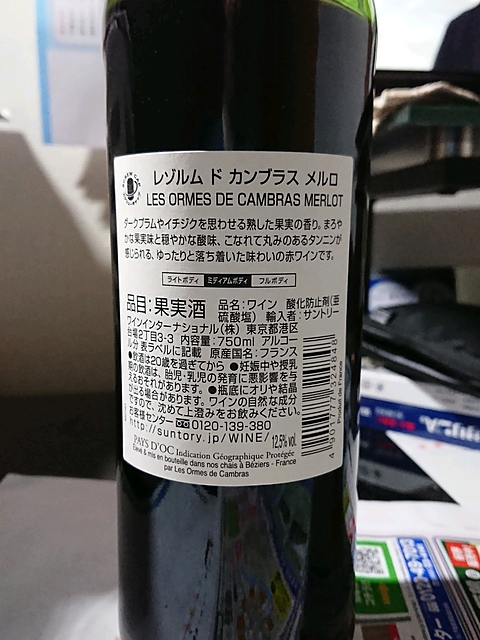 レゾルム ド カンブラス メルロ
LES ORMES DE CAMBRAS MERLOT
ダークプラムやイチジクを思わせる熟した果実の香り。まろや
かな果実味と穏やかな酸味、こなれて丸みのあるタンニンが
感じられる、ゆったりと落ち着いた味わいの赤ワインです。
ライトボディ ミディアムボディ フルボディ
品目:果実酒 品名:ワイン 酸化防止剤(亜
硫酸塩) 輸入者:サントリー
ワインインターナショナル(株) 東京都港区
台場2丁目3-3 内容量:750ml アルコー
ル分 表ラベルに記載 原産国名:フランス
●飲酒は20歳を過ぎてから ●妊娠中や授乳
期の飲酒は、胎児・乳児の発育に悪影響を与
えるおそれがあります。●瓶底にオリや結晶
が出る場合があります。ワインの自然な成分
ですので、沈めて上澄みをお飲みください。
お客様センター 0120-139-380
http://suntory.jp/WINE/
12,5% vol.
4 901777 324848
Produit de France
PAYS D'OC Indication Géographique Protégée
Élevé & mis en bouteille dans nos chais à Béziers - France
par Les Ormes de Cambras